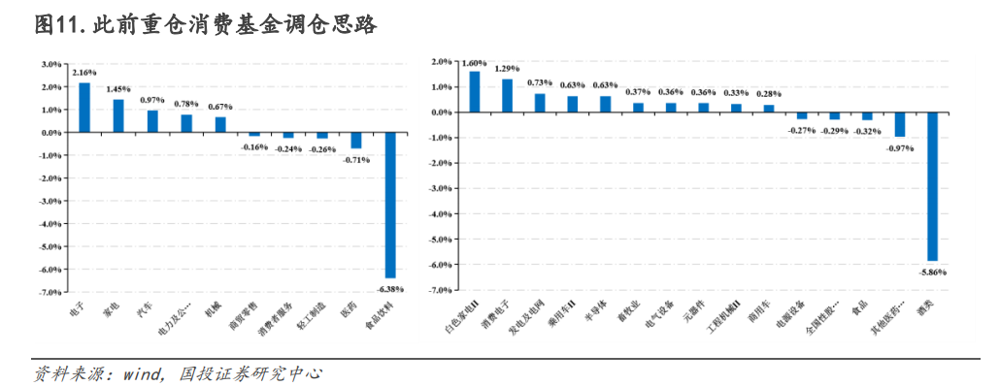 图11.此前重仓消费基金调仓思路
3.0%
2.0%
1.0%
0.0%
-1.0%
-2.0%
-3.0%
-4.0%
-5.0%
-6.0%
-7.0%
2.16%
1.45%
0.97%
0.78%
0.67%
-0.16%
-0.24%
-0.26%
-0.71%
-6.38%
电子
家电
汽车
电力及公…
机械
商贸零售
消费者服务
轻工制造
医药
食品饮料
2.0%
1.0%
0.0%
-1.0%
-2.0%
-3.0%
-4.0%
-5.0%
-6.0%
-7.0%
1.60%
1.29%
0.73%
0.63%
0.63%
0.37%
0.36%
0.36%
0.33%
0.28%
-0.27%
-0.29%
-0.32%
-0.97%
-5.86%
白色家电II
消费电子
发电及电网
乘用车II
半导体
畜牧业
电气设备
元器件
工程机械II
商用车
电源设备
全国性股…
食品
其他医药…
酒类
资料来源：wind，国投证券研究中心